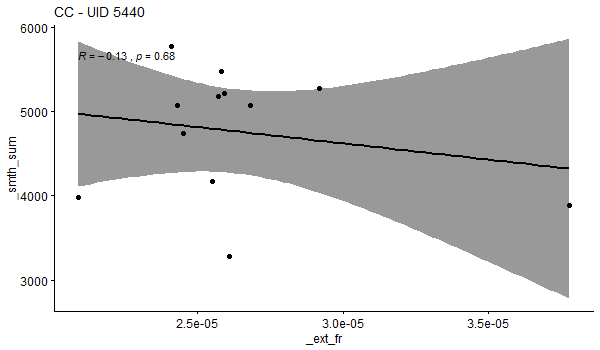 CC - UID 5440
R = −0.13 , p = 0.68
6000
5000
4000
3000
smth_sum
2.5e-05 3.0e-05 3.5e-05
_ext_fr